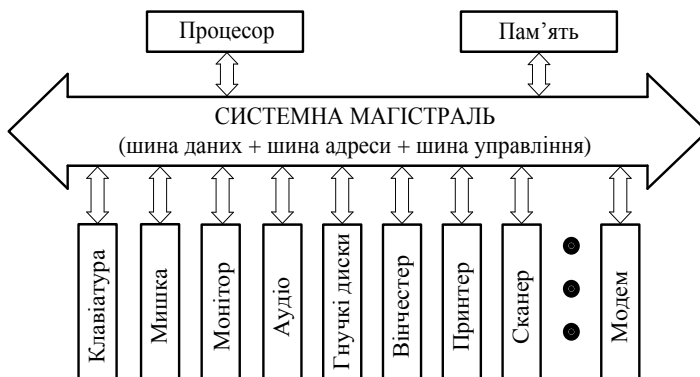 Процесор
Пам’ять
СИСТЕМНА МАГІСТРАЛЬ
(шина даних + шина адреси + шина управління)
Клавіатура
Мишка
Монітор
Аудіо
Гнучкі диски
Вінчестер
Принтер
Сканер
Модем